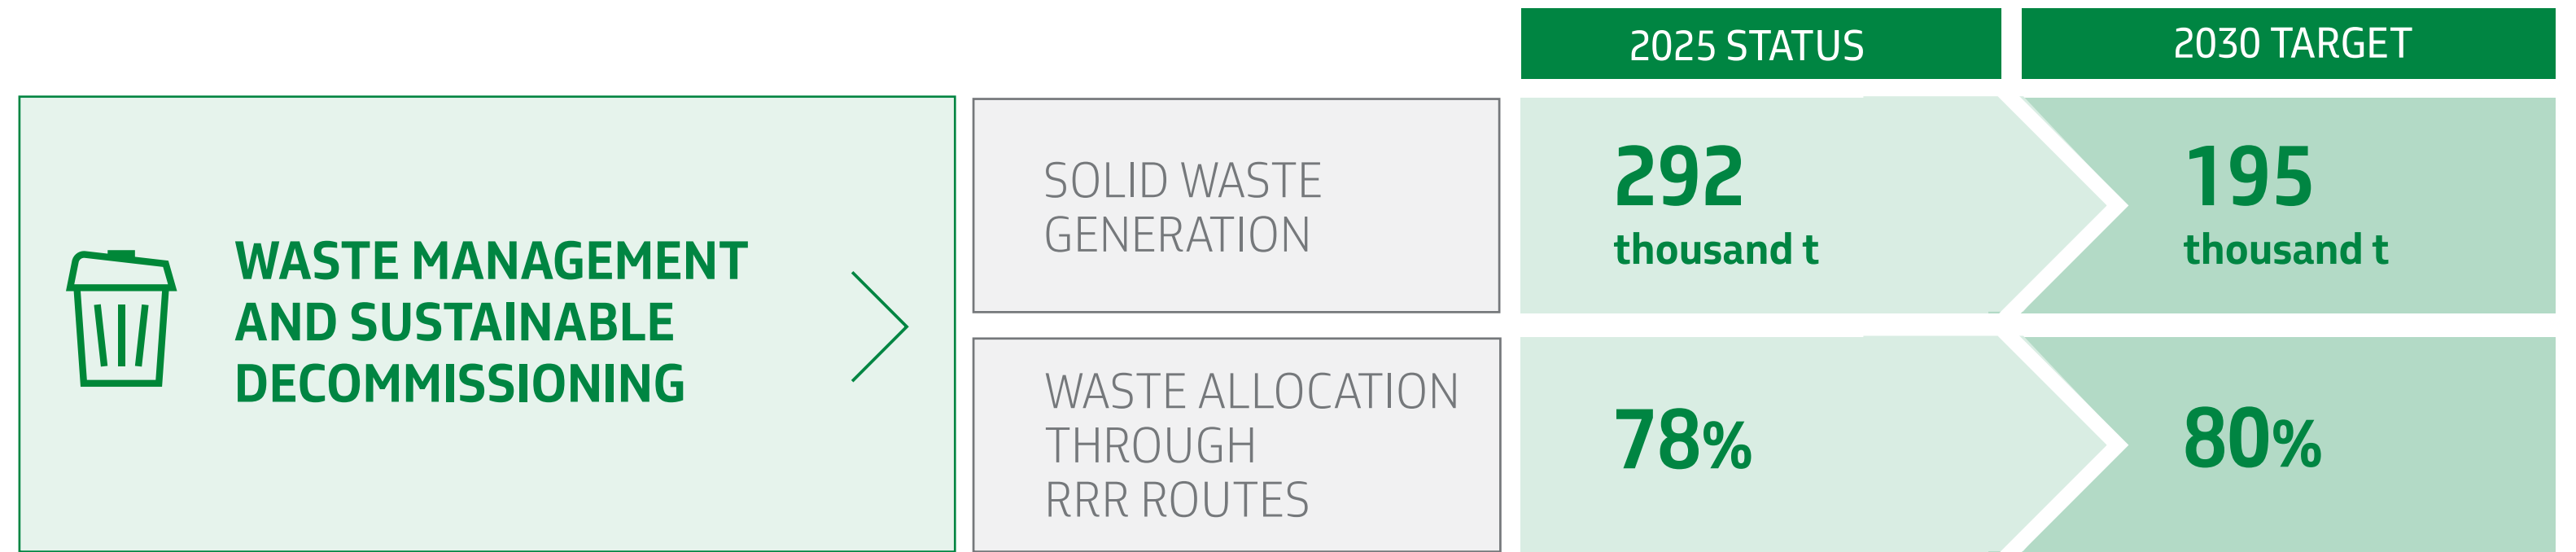 2025 STATUS
2030 TARGET
WASTE MANAGEMENT
AND SUSTAINABLE
DECOMMISSIONING
SOLID WASTE
GENERATION
292
thousand t
195
thousand t
WASTE ALLOCATION
THROUGH
RRR ROUTES
78%
80%